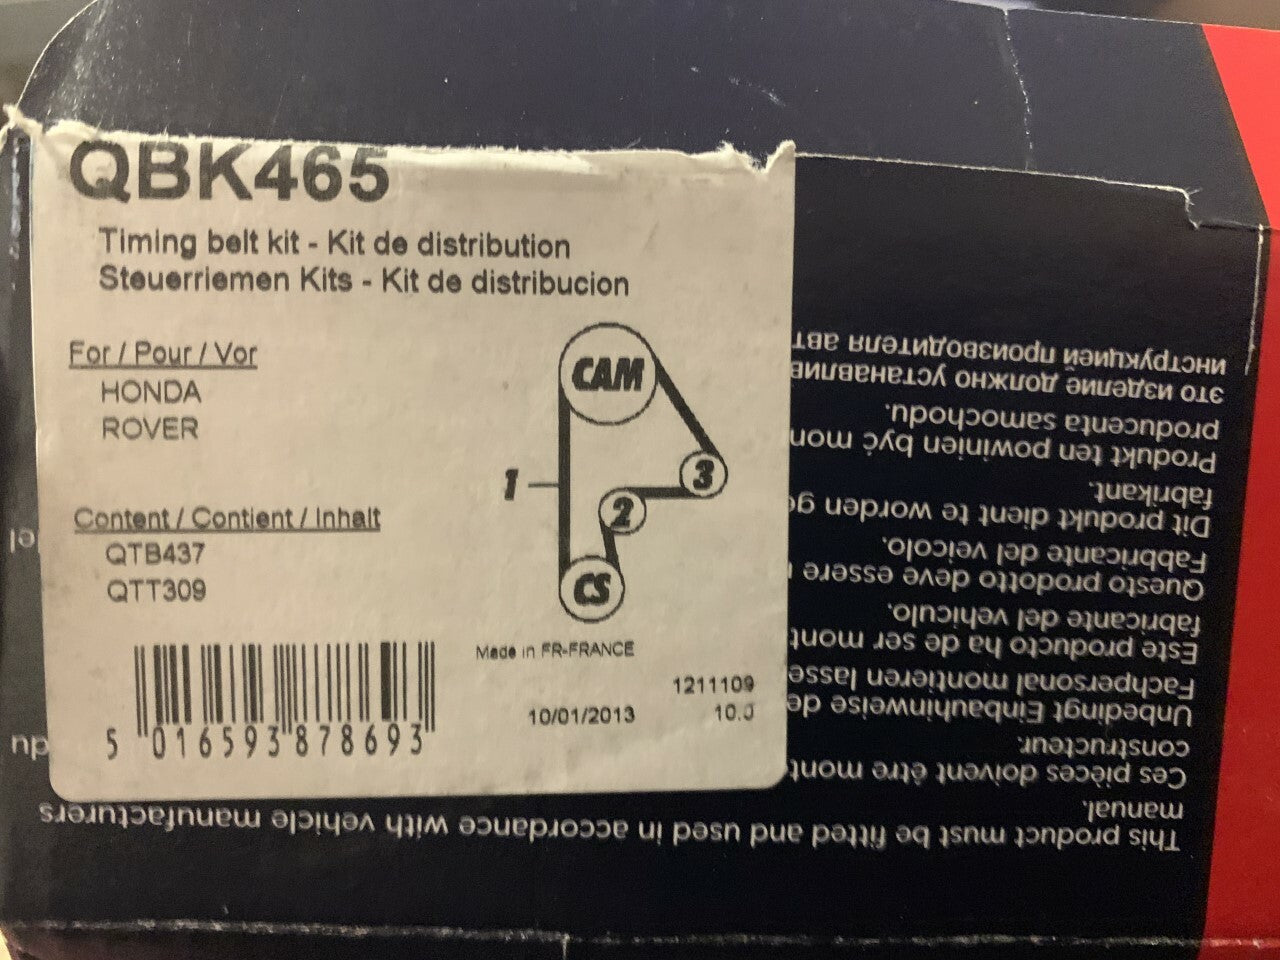 QBK465
Timing belt kit - Kit de distribution
Steuerriemen Kits - Kit de distribucion
For / Pour / Vor
HONDA
ROVER
CAM
1
3
2
CS
Content / Contient / Inhalt
QTB437
QTT309
Made in FR-FRANCE
1211109
10/01/2013
5 016593 878693
This product must be fitted and used in accordance with vehicle manufacturers
manual.
Ces pièces doivent être mont
constructeur.
Unbedingt Einbauhinweise de
Fachpersonal montieren lasse
Este producto ha de ser mont
fabricante del vehículo.
Questo prodotto deve essere
Fabbricante del veicolo.
Dit produkt dient te worden g
fabrikant.
Produkt ten powinien być mon
producenta samochodu.
это изделие должно устанавлив
инструкцией производителя авт